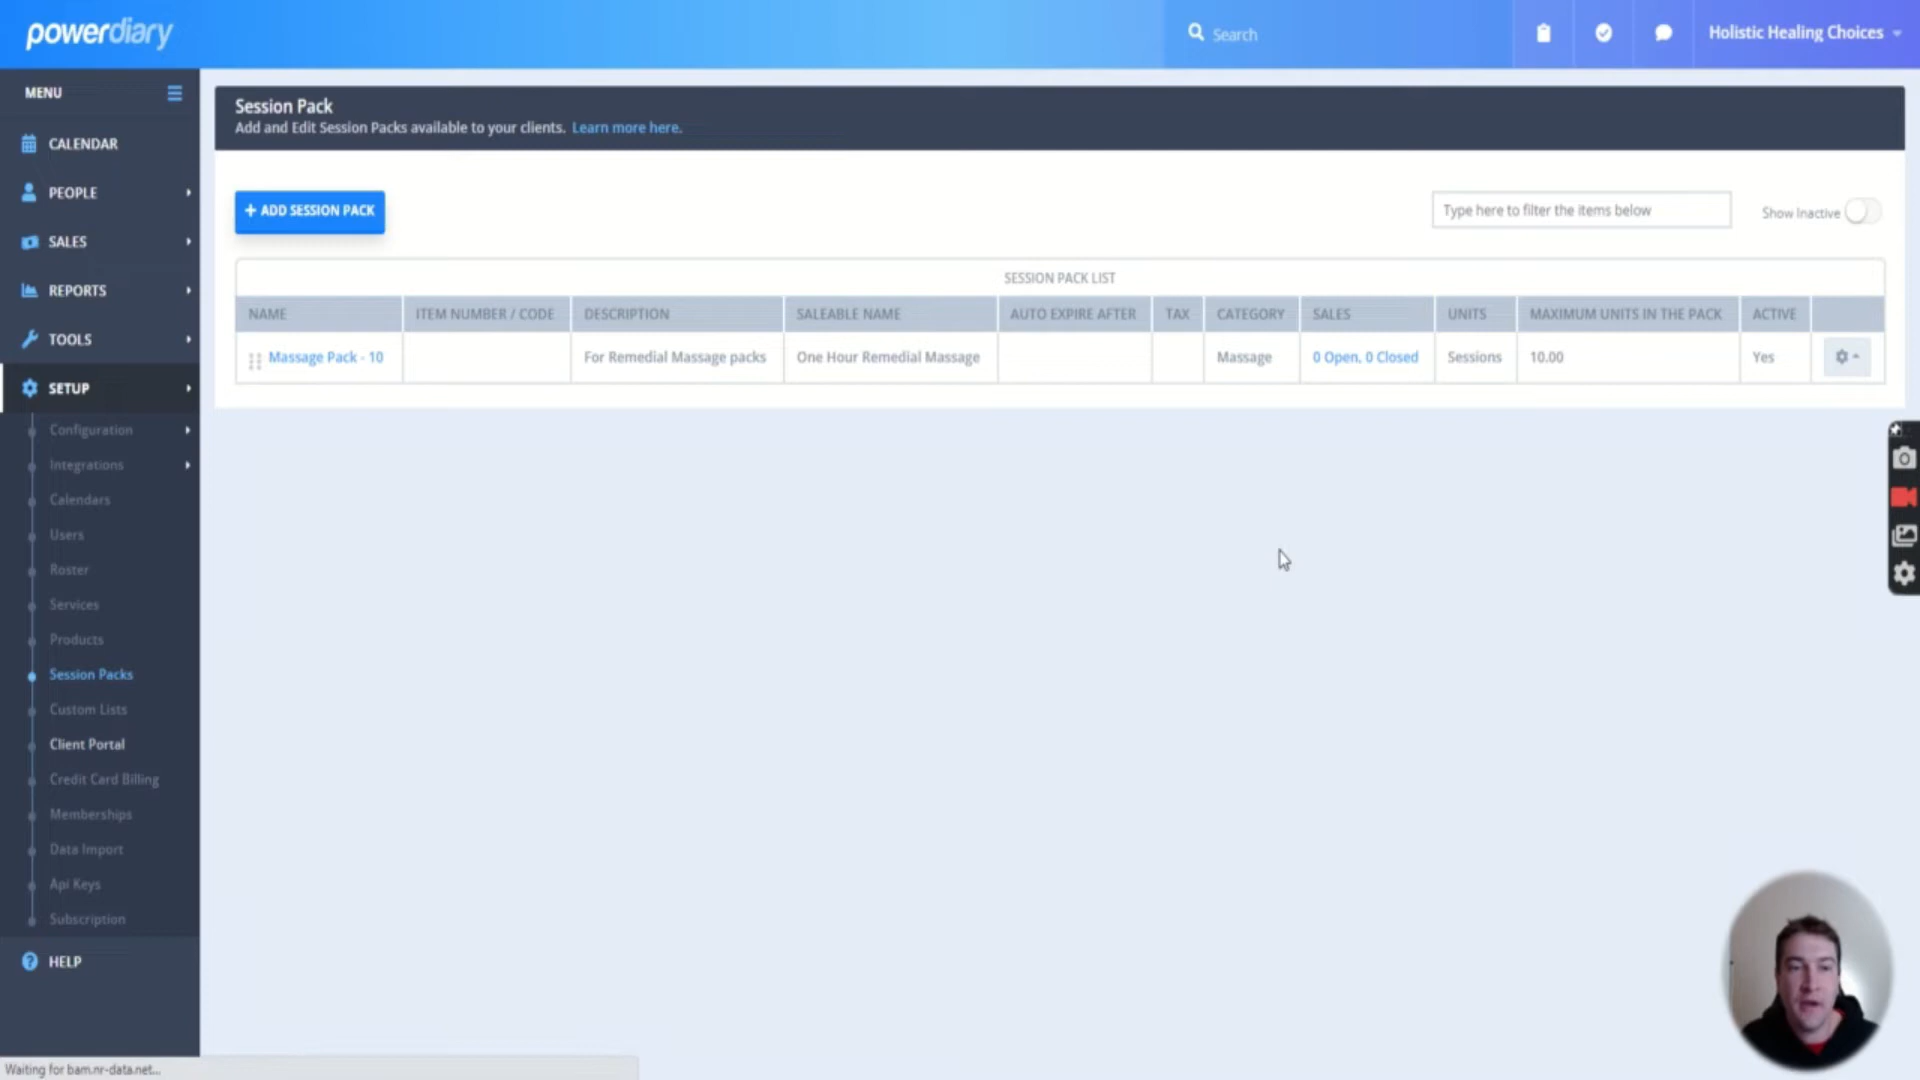 powerdiary
Search
Holistic Healing Choices
MENU
CALENDAR
PEOPLE
SALES
REPORTS
TOOLS
SETUP
Configuration
Integrations
Calendars
Users
Roster
Services
Products
Session Packs
Custom Lists
Client Portal
Credit Card Billing
Memberships
Data Import
Api Keys
Subscription
HELP
Session Pack
Add and Edit Session Packs available to your clients. Learn more here.
+ ADD SESSION PACK
Type here to filter the items below
Show Inactive
SESSION PACK LIST
NAME ITEM NUMBER / CODE DESCRIPTION SALEABLE NAME AUTO EXPIRE AFTER TAX CATEGORY SALES UNITS MAXIMUM UNITS IN THE PACK ACTIVE
Massage Pack - 10 For Remedial Massage packs One Hour Remedial Massage Massage 0 Open, 0 Closed Sessions 10.00 Yes
Waiting for bam.nr-data.net...